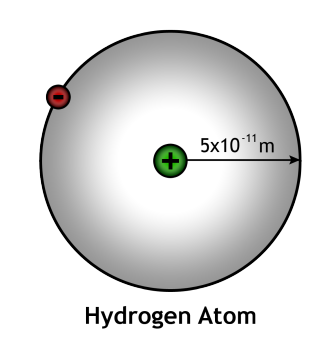 -
+
5x10⁻¹¹m
Hydrogen Atom